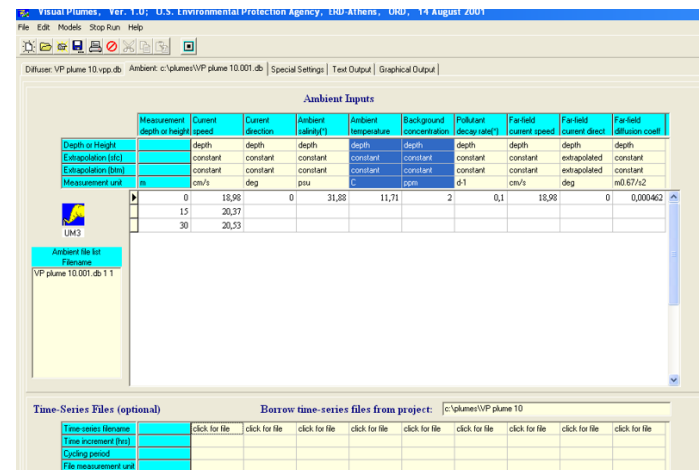 Visual Plumes, Ver. 1.0; U.S. Environmental Protection Agency, ERD-Athens, ORD, 14 August 2001
File Edit Models Stop Run Help
Diffuser: VP plume 10.vpp.db Ambient: c:\plumes\VP plume 10.001.db Special Settings Text Output Graphical Output
Ambient Inputs
Measurement depth or height Current speed Current direction Ambient salinity(*) Ambient temperature Background concentration Pollutant decay rate(*) Far-field current speed Far-field current direct Far-field diffusion coeff
Depth or Height depth depth depth depth depth depth depth depth depth
Extrapolation (sfc) constant constant constant constant constant constant constant extrapolated constant
Extrapolation (btm) constant constant constant constant constant constant constant extrapolated constant
Measurement unit m cm/s deg psu C ppm d-1 cm/s deg m0.67/s2
0 18,98 0 31,88 11,71 2 0,1 18,98 0 0,000462
15 20,37
30 20,53
UM3
Ambient file list
Filename
VP plume 10.001.db 1 1
Time-Series Files (optional) Borrow time-series files from project: c:\plumes\VP plume 10
Time-series filename click for file click for file click for file click for file click for file click for file click for file click for file click for file
Time increment (hrs)
Cycling period
File measurement unit